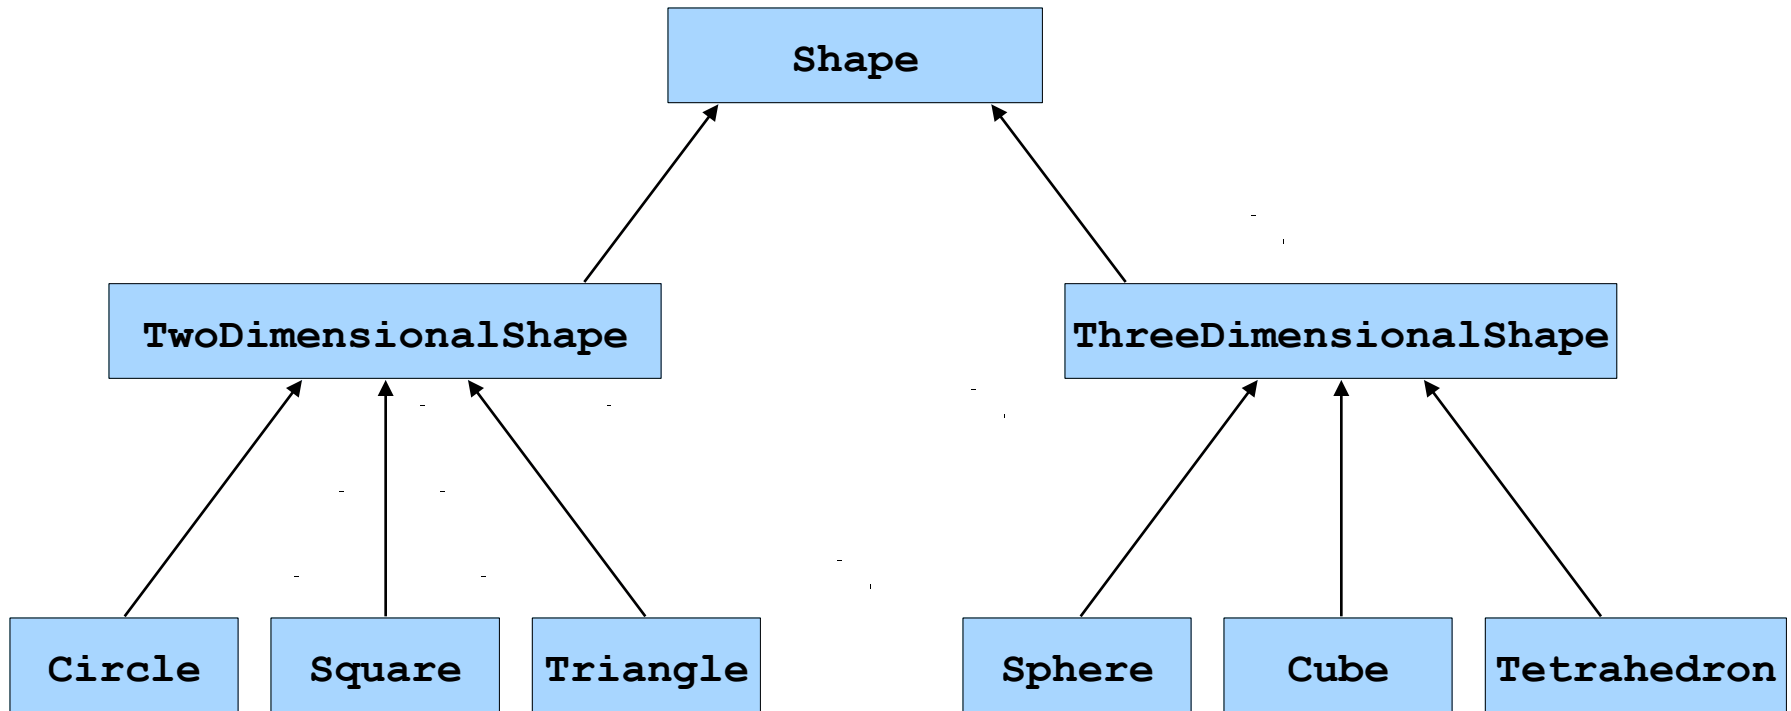 Shape
TwoDimensionalShape
ThreeDimensionalShape
Circle
Square
Triangle
Sphere
Cube
Tetrahedron